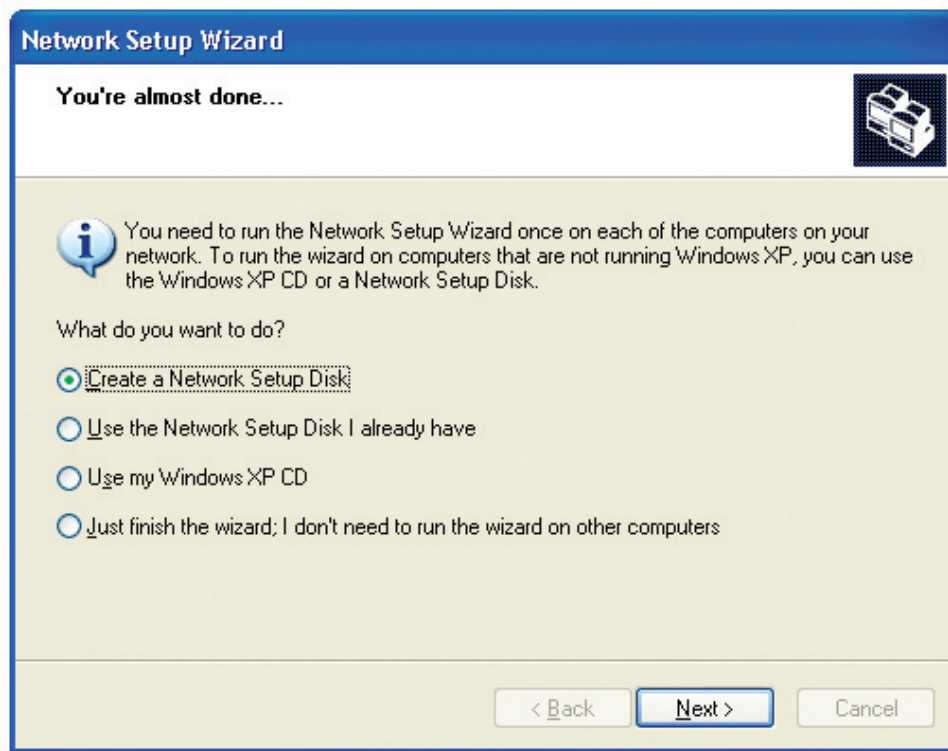 Network Setup Wizard
You're almost done...
You need to run the Network Setup Wizard once on each of the computers on your
network. To run the wizard on computers that are not running Windows XP, you can use
the Windows XP CD or a Network Setup Disk.
What do you want to do?
Create a Network Setup Disk
Use the Network Setup Disk I already have
Use my Windows XP CD
Just finish the wizard; I don't need to run the wizard on other computers
< Back
Next >
Cancel